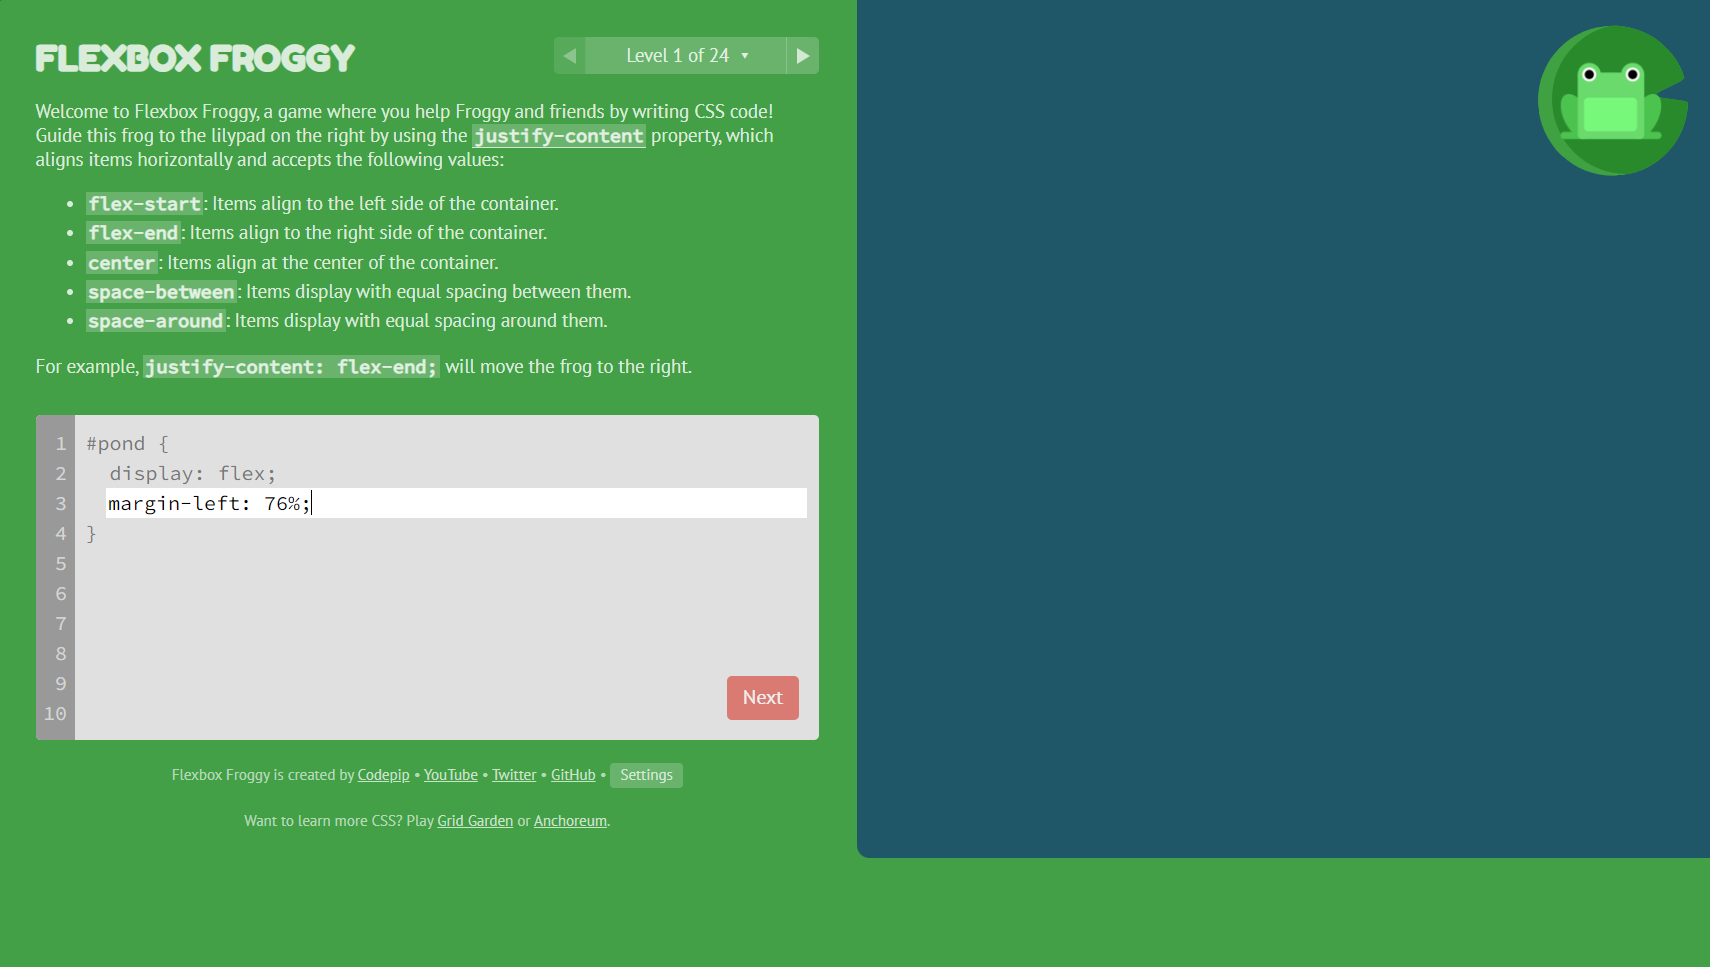 FLEXBOX FROGGY
Level 1 of 24 ▾
Welcome to Flexbox Froggy, a game where you help Froggy and friends by writing CSS code!
Guide this frog to the lilypad on the right by using the justify-content property, which
aligns items horizontally and accepts the following values:
• flex-start: Items align to the left side of the container.
• flex-end: Items align to the right side of the container.
• center: Items align at the center of the container.
• space-between: Items display with equal spacing between them.
• space-around: Items display with equal spacing around them.
For example, justify-content: flex-end; will move the frog to the right.
1 #pond {
2 display: flex;
3 margin-left: 76%;
4 }
5
6
7
8
9
10
Next
Flexbox Froggy is created by Codepip • YouTube • Twitter • GitHub • Settings
Want to learn more CSS? Play Grid Garden or Anchoreum.